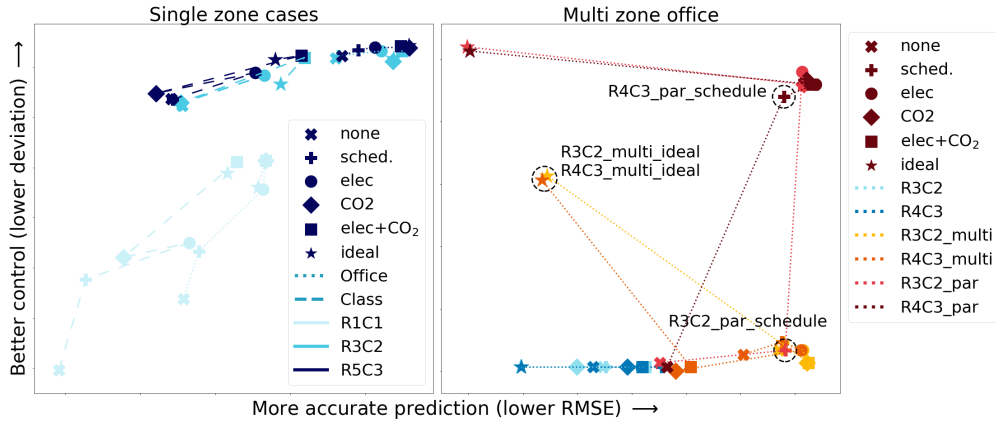 Single zone cases
Multi zone office
Better control (lower deviation) ⟶
none
sched.
elec
CO2
elec+CO₂
ideal
Office
Class
R1C1
R3C2
R5C3
R4C3_par_schedule
R3C2_multi_ideal
R4C3_multi_ideal
R3C2_par_schedule
none
sched.
elec
CO2
elec+CO₂
ideal
R3C2
R4C3
R3C2_multi
R4C3_multi
R3C2_par
R4C3_par
More accurate prediction (lower RMSE) ⟶